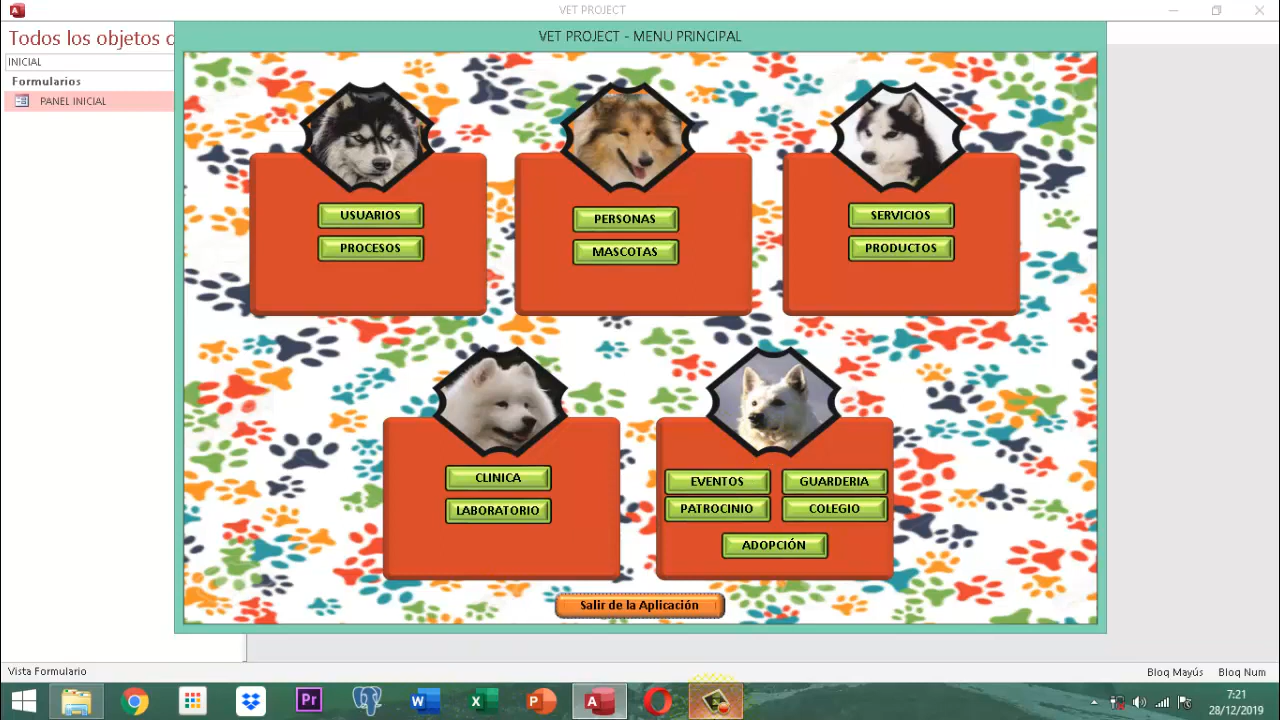 VET PROJECT
Todos los objetos d
INICIAL
Formularios
PANEL INICIAL
VET PROJECT - MENU PRINCIPAL
USUARIOS
PROCESOS
PERSONAS
MASCOTAS
SERVICIOS
PRODUCTOS
CLINICA
LABORATORIO
EVENTOS
GUARDERIA
PATROCINIO
COLEGIO
ADOPCIÓN
Salir de la Aplicación
Vista Formulario
Bloq Mayús
Bloq Num
Pr
7:21
28/12/2019